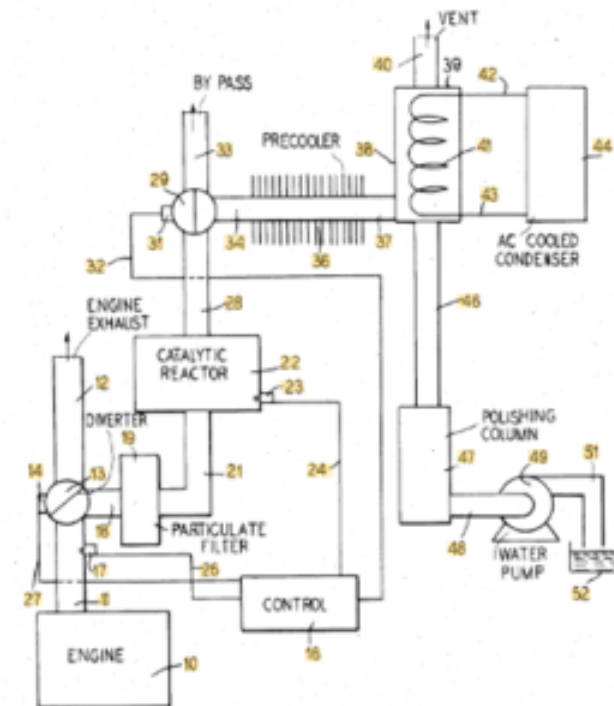 VENT
40
39
42
BY PASS
33
PRECOOLER
38
41
44
29
31
34
36
37
43
32
AC COOLED
CONDENSER
28
46
ENGINE
EXHAUST
CATALYTIC
REACTOR
22
23
12
DIVERTER
19
POLISHING
COLUMN
14
13
21
24
47
49
51
18
PARTICULATE
FILTER
48
17
26
WATER
PUMP
52
27
11
CONTROL
16
ENGINE
10